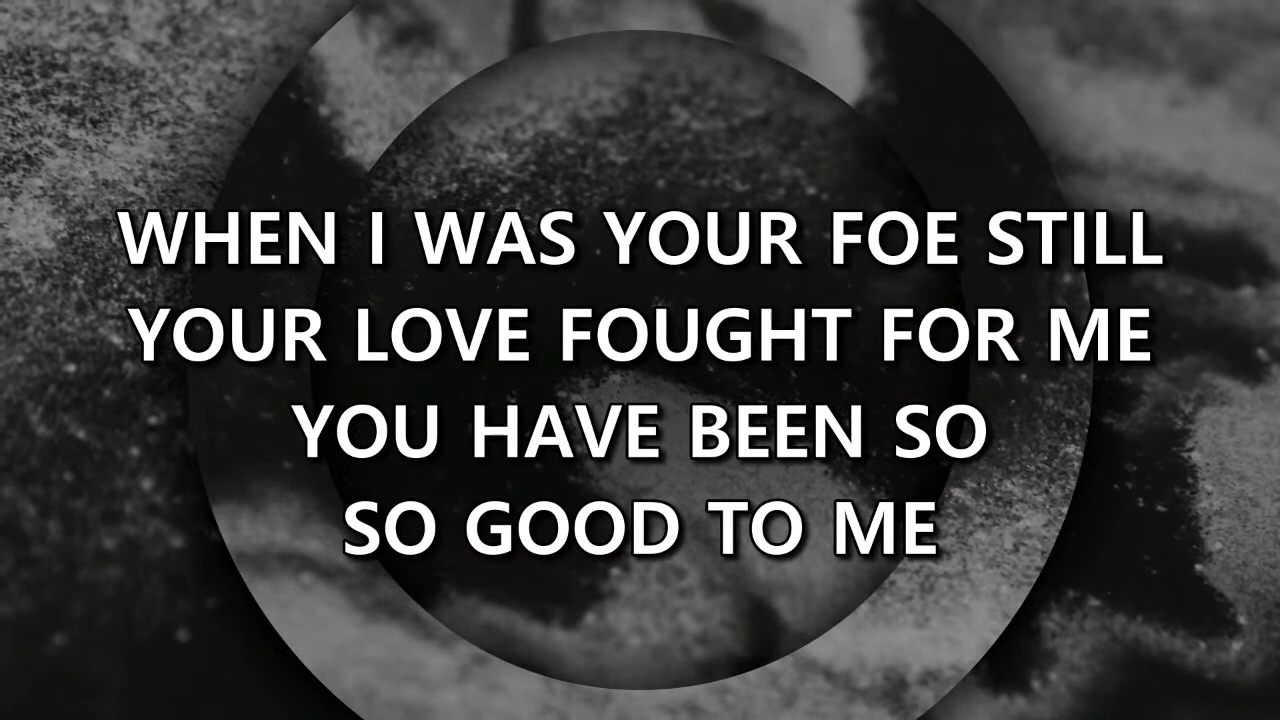 WHEN I WAS YOUR FOE STILL
YOUR LOVE FOUGHT FOR ME
YOU HAVE BEEN SO
SO GOOD TO ME